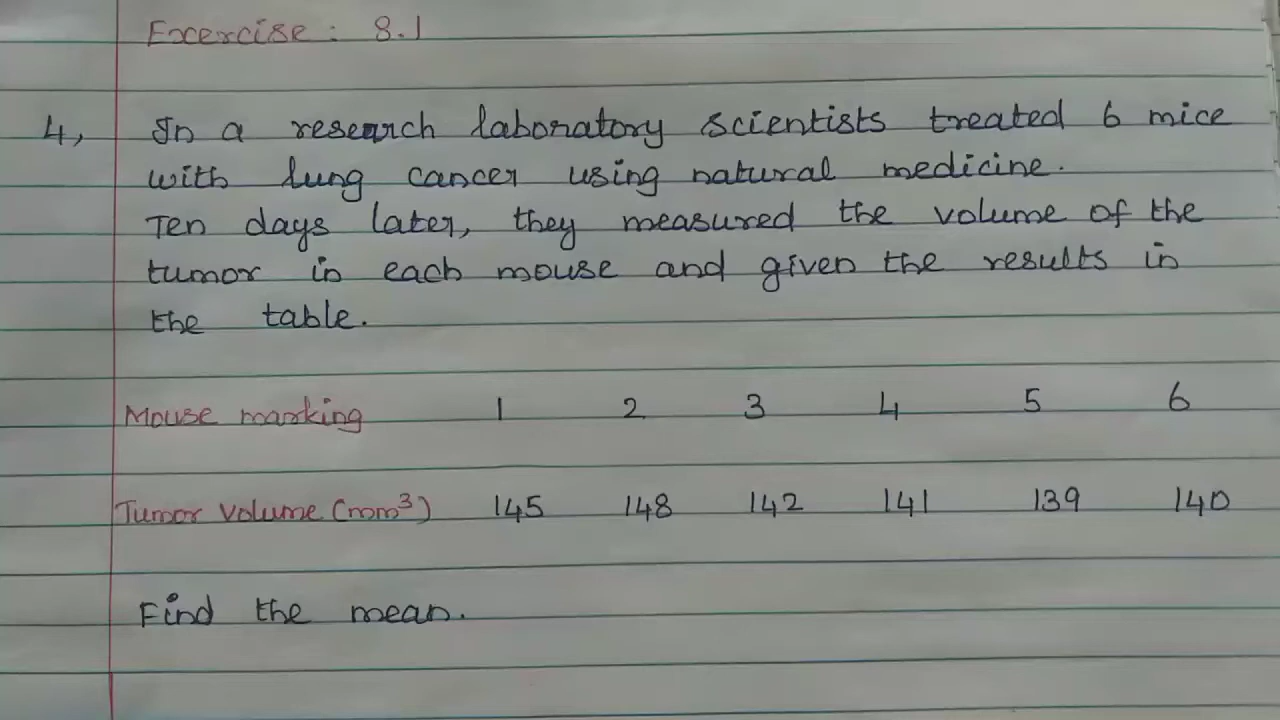 Excercise : 8.1
4, In a research laboratory scientists treated 6 mice
with lung cancer using natural medicine.
Ten days later, they measured the volume of the
tumor in each mouse and given the results in
the table.
Mouse marking 1 2 3 4 5 6
Tumor Volume (mm³) 145 148 142 141 139 140
Find the mean.